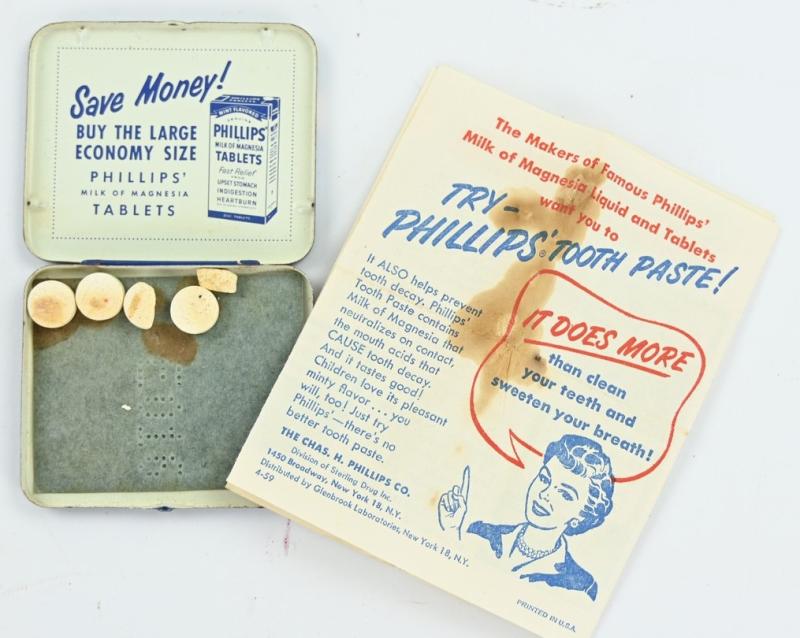 Save Money!
BUY THE LARGE
ECONOMY SIZE
PHILLIPS'
MILK OF MAGNESIA
TABLETS
MINT FLAVORED
GENUINE
PHILLIPS'
MILK OF MAGNESIA
TABLETS
Fast Relief
FROM
UPSET STOMACH
INDIGESTION
HEARTBURN
TABLETS
The Makers of Famous Phillips'
Milk of Magnesia Liquid and Tablets
want you to
TRY-
PHILLIPS'® TOOTH PASTE!
It ALSO helps prevent
tooth decay. Phillips'
Tooth Paste contains
Milk of Magnesia that
neutralizes on contact,
the mouth acids that
CAUSE tooth decay.
And it tastes good!
Children love its pleasant
minty flavor . . . you
will, too! Just try
Phillips'—there's no
better tooth paste.
IT DOES MORE
than clean
your teeth and
sweeten your breath!
THE CHAS. H. PHILLIPS CO.
Division of Sterling Drug Inc.
1450 Broadway, New York 18, N.Y.
Distributed by Glenbrook Laboratories, New York 18, N.Y.
4-59
PRINTED IN U.S.A.